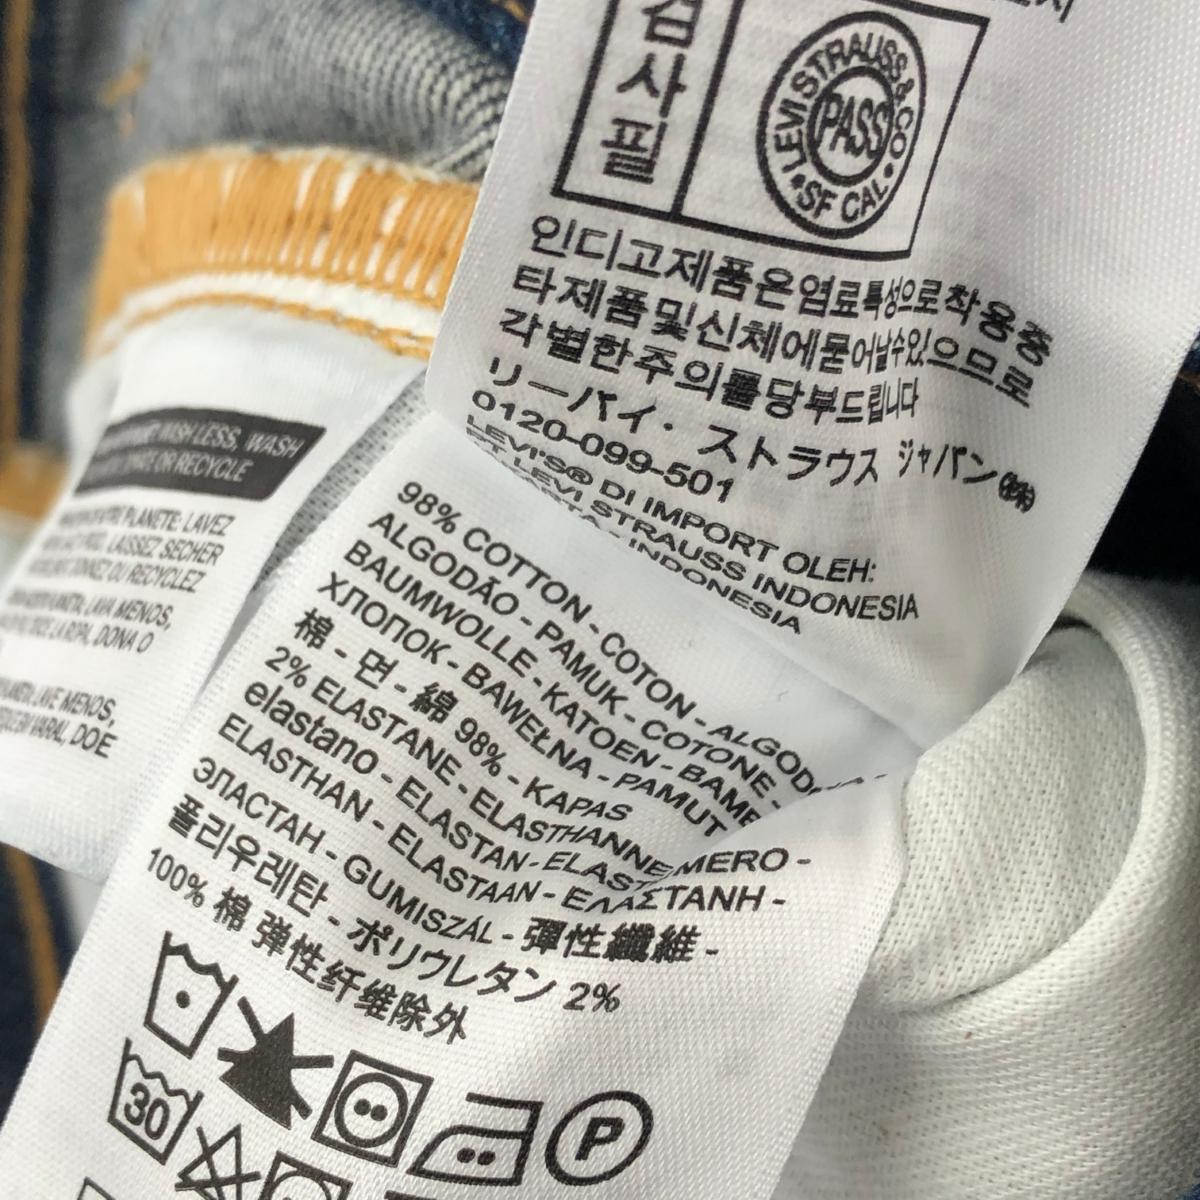 검사필
LEVI STRAUSS & CO
SF CAL
PASS
인디고제품은염료특성으로착용중
타제품및신체에묻어날수있으므로
각별한주의를당부드립니다
リーバイ・ストラウス ジャパン㈱
0120-099-501
LEVI'S® DI IMPORT OLEH:
PT LEVI STRAUSS INDONESIA
INDONESIA
98% COTTON - COTON - ALGOD
ALGODÃO - PAMUK - COTONE -
BAUMWOLLE - KATOEN - BAME
ХЛОПОК - BAWEŁNA - PAMUT
棉 - 면 - 綿 98% - KAPAS
2% ELASTANE - ELASTHANNE
elastano - ELASTAN - ELAST MERO -
ELASTHAN - ELASTAAN - ΕΛΑΣΤΑΝΗ -
ЭЛАСТАН - GUMISZÁL - 彈性纖維 -
폴리우레탄 - ポリウレタン 2%
100% 棉 弹性纤维除外
P
30
WASH LESS, WASH
OR RECYCLE
PLANETE: LAVEZ
LAISSEZ SECHER
DONNEZ OU RECYCLEZ
LAVA MENOS,
LA ROPA, DONA O
LAVE MENOS,
VARAL, DOE